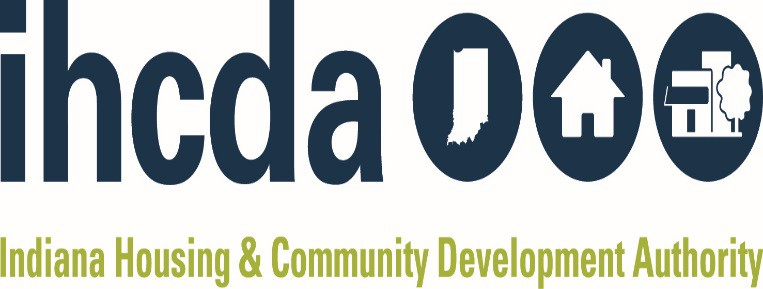 ihcda
Indiana Housing & Community Development Authority